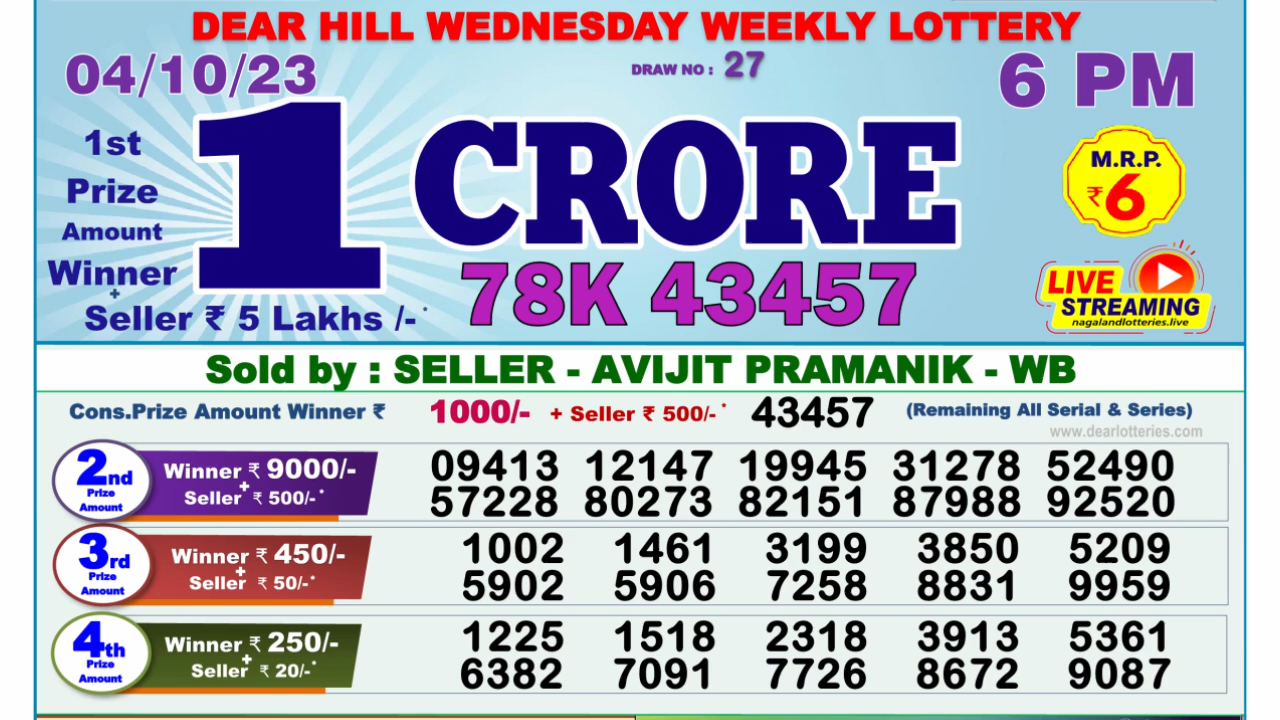 DEAR HILL WEDNESDAY WEEKLY LOTTERY
04/10/23
DRAW NO : 27
6 PM
1st
Prize
Amount
Winner
+
Seller ₹ 5 Lakhs /- *
1 CRORE
78K 43457
M.R.P.
₹6
LIVE
STREAMING
nagalandlotteries.live
Sold by : SELLER - AVIJIT PRAMANIK - WB
Cons.Prize Amount Winner ₹ 1000/- + Seller ₹ 500/- * 43457 (Remaining All Serial & Series)
www.dearlotteries.com
2nd
Prize
Amount
Winner ₹ 9000/-
+
Seller ₹ 500/- *
09413 12147 19945 31278 52490
57228 80273 82151 87988 92520
3rd
Prize
Amount
Winner ₹ 450/-
+
Seller ₹ 50/- *
1002 1461 3199 3850 5209
5902 5906 7258 8831 9959
4th
Prize
Amount
Winner ₹ 250/-
+
Seller ₹ 20/- *
1225 1518 2318 3913 5361
6382 7091 7726 8672 9087